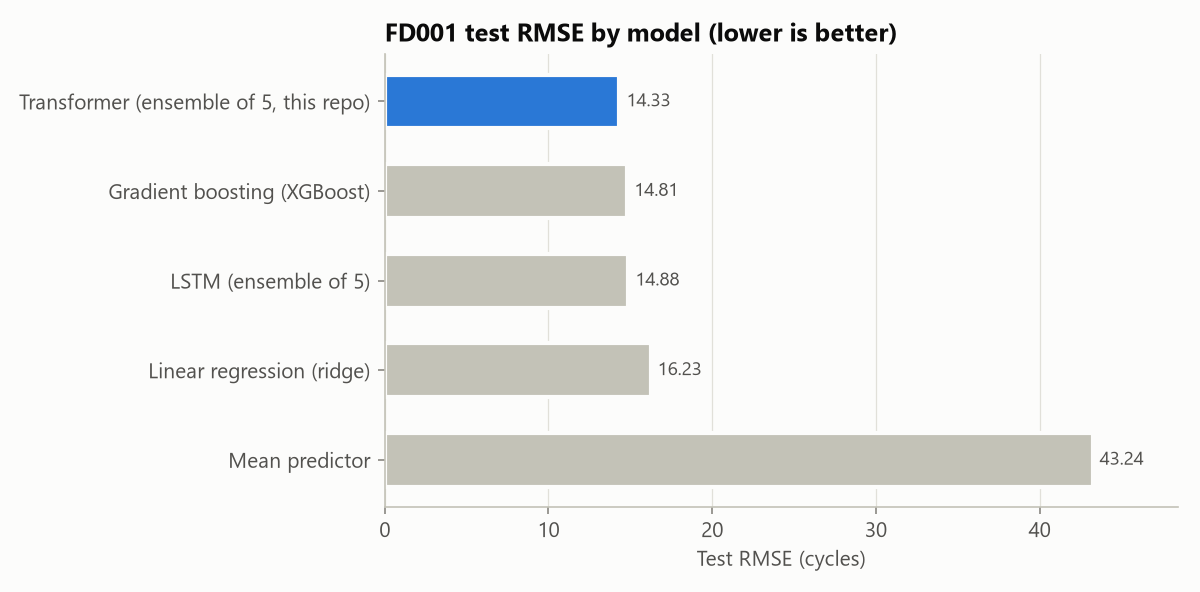 FD001 test RMSE by model (lower is better)
Transformer (ensemble of 5, this repo) 14.33
Gradient boosting (XGBoost) 14.81
LSTM (ensemble of 5) 14.88
Linear regression (ridge) 16.23
Mean predictor 43.24
0 10 20 30 40
Test RMSE (cycles)